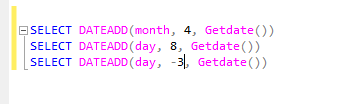 SELECT DATEADD(month, 4, Getdate())
SELECT DATEADD(day, 8, Getdate())
SELECT DATEADD(day, -3, Getdate())